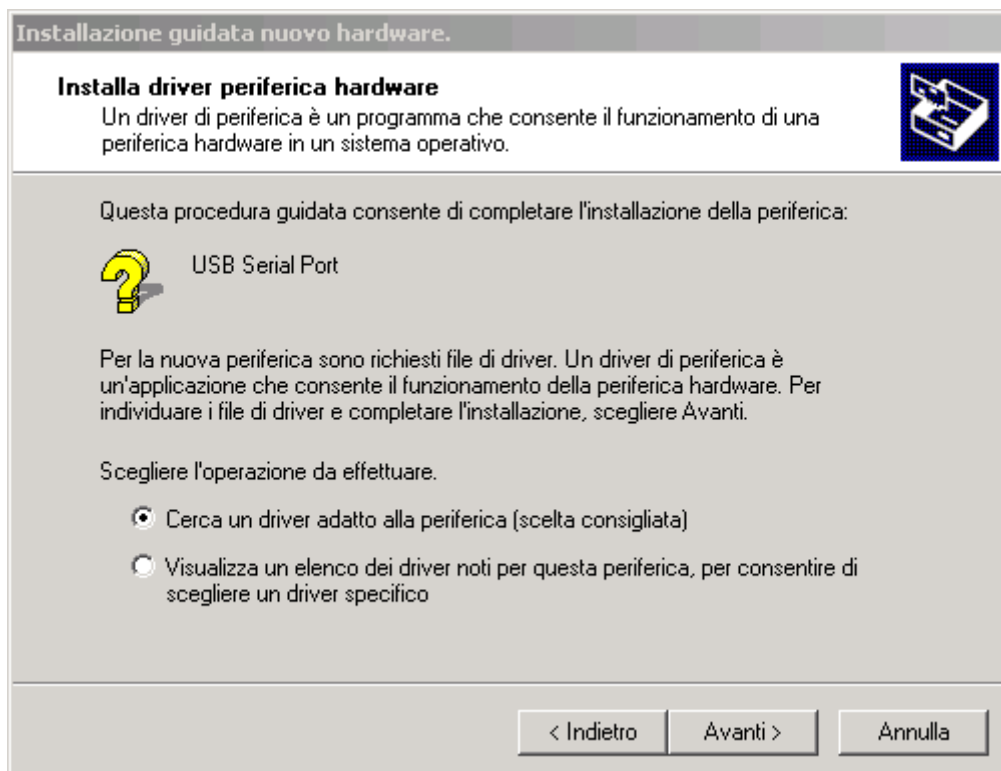 Installazione guidata nuovo hardware.
Installa driver periferica hardware
Un driver di periferica è un programma che consente il funzionamento di una
periferica hardware in un sistema operativo.
Questa procedura guidata consente di completare l'installazione della periferica:
USB Serial Port
Per la nuova periferica sono richiesti file di driver. Un driver di periferica è
un'applicazione che consente il funzionamento della periferica hardware. Per
individuare i file di driver e completare l'installazione, scegliere Avanti.
Scegliere l'operazione da effettuare.
Cerca un driver adatto alla periferica (scelta consigliata)
Visualizza un elenco dei driver noti per questa periferica, per consentire di
scegliere un driver specifico
< Indietro
Avanti >
Annulla